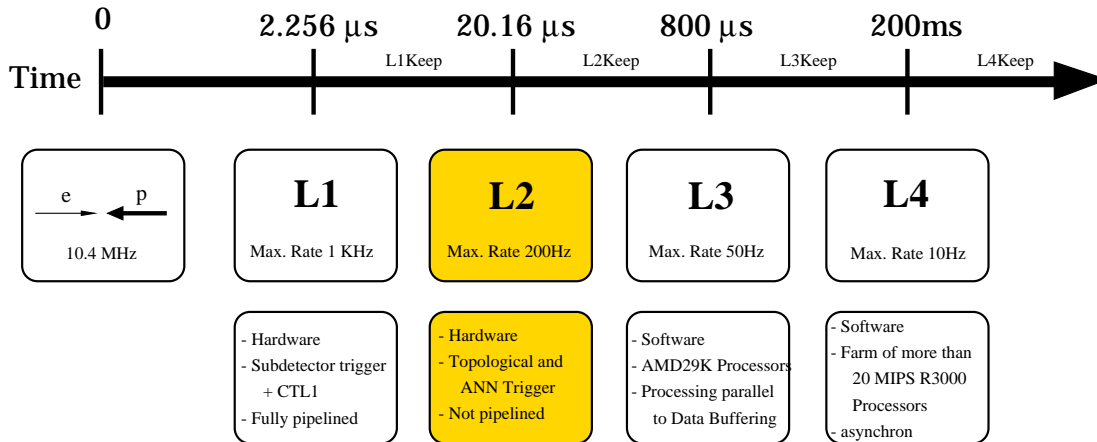 0
2.256 µs
20.16 µs
800 µs
200ms
Time
L1Keep
L2Keep
L3Keep
L4Keep
e
p
10.4 MHz
L1
Max. Rate 1 KHz
L2
Max. Rate 200Hz
L3
Max. Rate 50Hz
L4
Max. Rate 10Hz
- Hardware
- Subdetector trigger
+ CTL1
- Fully pipelined
- Hardware
- Topological and
ANN Trigger
- Not pipelined
- Software
- AMD29K Processors
- Processing parallel
to Data Buffering
- Software
- Farm of more than
20 MIPS R3000
Processors
- asynchron